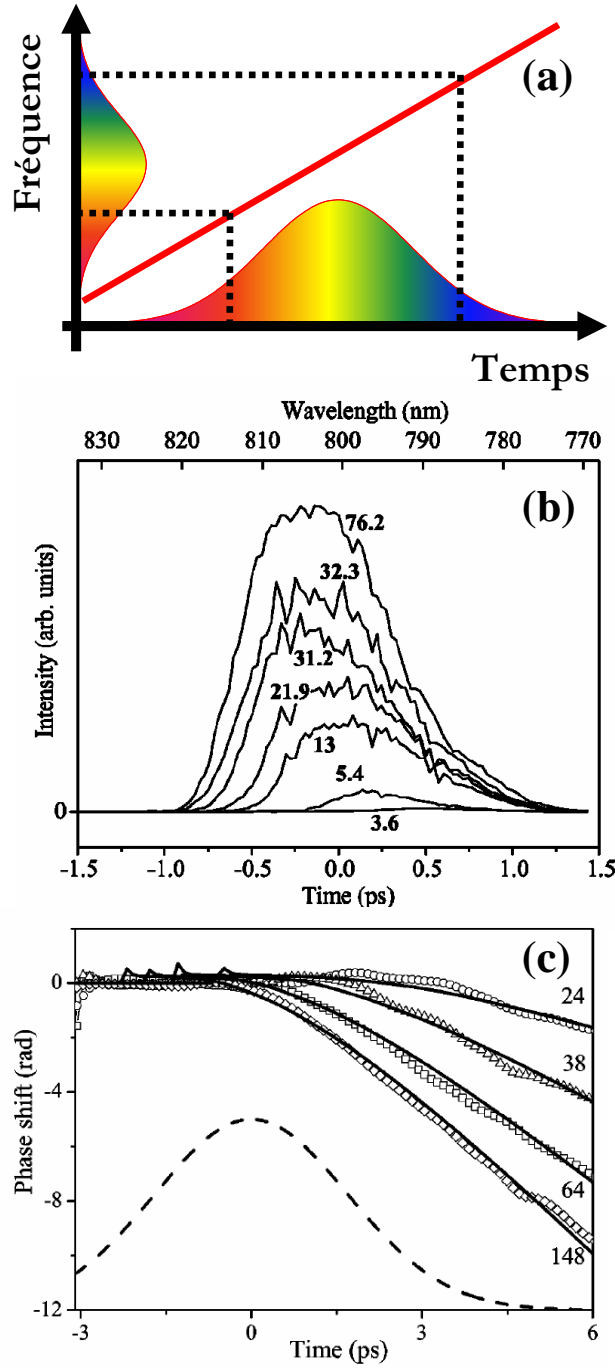 Fréquence
(a)
Temps
Wavelength (nm)
830 820 810 800 790 780 770
(b)
Intensity (arb. units)
76.2
32.3
31.2
21.9
13
5.4
3.6
0
-1.5 -1.0 -0.5 0.0 0.5 1.0 1.5
Time (ps)
(c)
Phase shift (rad)
0
-4
-8
-12
24
38
64
148
-3 0 3 6
Time (ps)